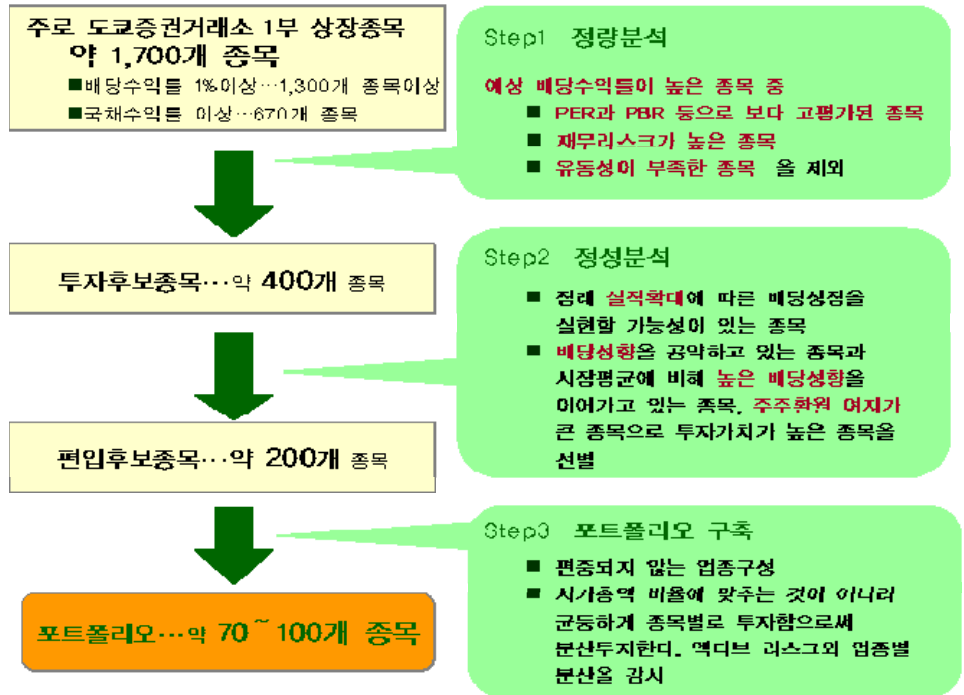 주로 도쿄증권거래소 1부 상장종목
약 1,700개 종목
■배당수익률 1%이상…1,300개 종목이상
■국채수익률 이상…670개 종목
Step1 정량분석
예상 배당수익률이 높은 종목 중
■ PER과 PBR 등으로 보다 고평가된 종목
■ 재무리스크가 높은 종목
■ 유동성이 부족한 종목 을 제외
투자후보종목…약 400개 종목
Step2 정성분석
■ 장래 실적확대에 따른 배당성장을
실현할 가능성이 있는 종목
■ 배당성향을 공약하고 있는 종목과
시장평균에 비해 높은 배당성향을
이어가고 있는 종목, 주주환원 여지가
큰 종목으로 투자가치가 높은 종목을
선별
편입후보종목…약 200개 종목
Step3 포트폴리오 구축
■ 편중되지 않는 업종구성
■ 시가총액 비율에 맞추는 것이 아니라
균등하게 종목별로 투자함으로써
분산투자한다. 액티브 리스크와 업종별
분산을 감시
포트폴리오…약 70~100개 종목